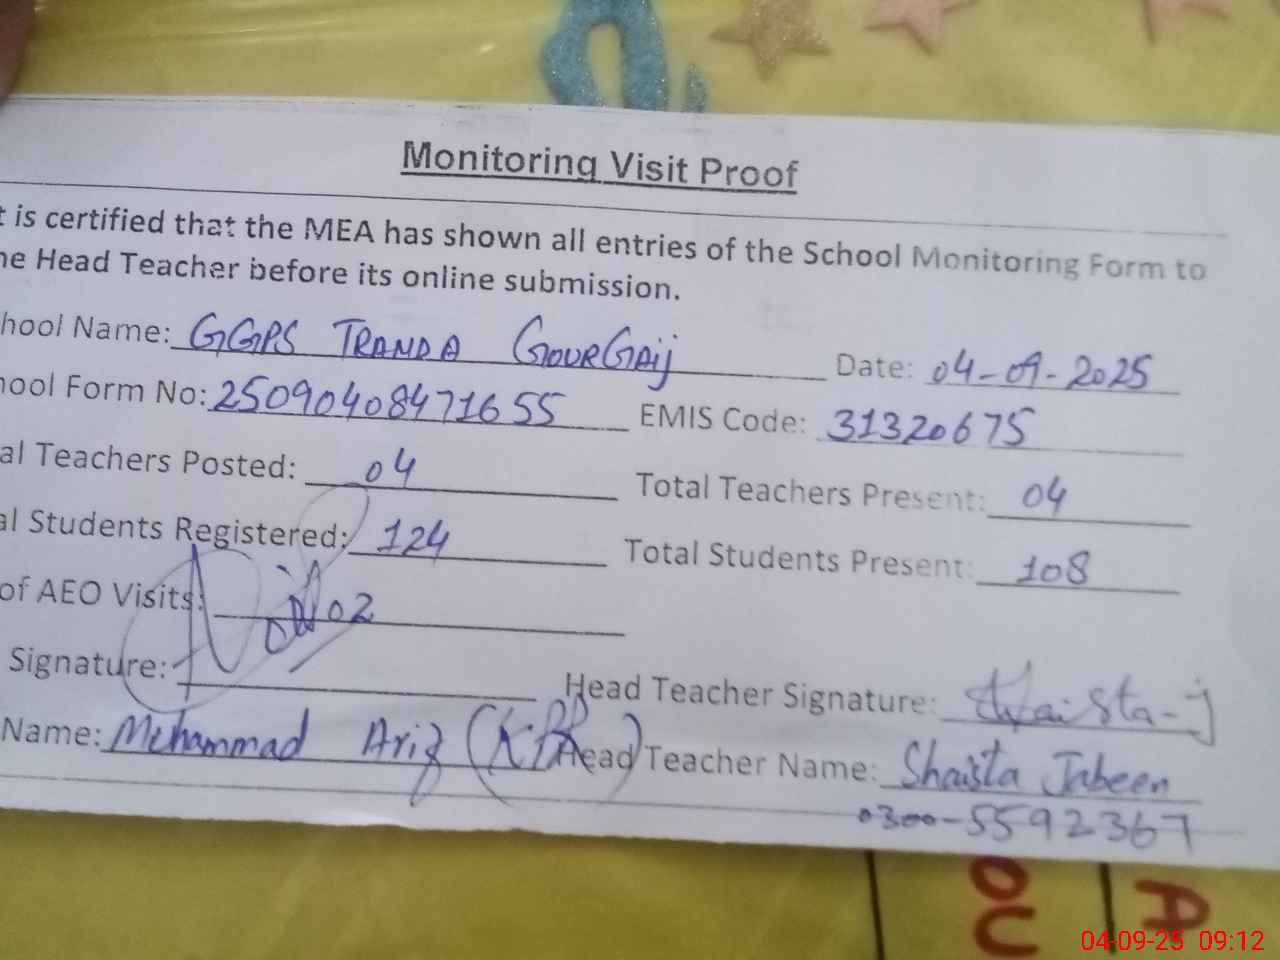 Monitoring Visit Proof
t is certified that the MEA has shown all entries of the School Monitoring Form to
he Head Teacher before its online submission.
hool Name: GGPS TRANDA GOURGAIJ Date: 04-09-2025
hool Form No: 25090408471655 EMIS Code: 31320675
al Teachers Posted: 04 Total Teachers Present: 04
al Students Registered: 124 Total Students Present: 108
of AEO Visits: 02
Signature: Head Teacher Signature: Shaista-j
Name: Mehammad Ariz Head Teacher Name: Shaista Jabeen
0300-5592367
OU
A
04-09-25 09:12